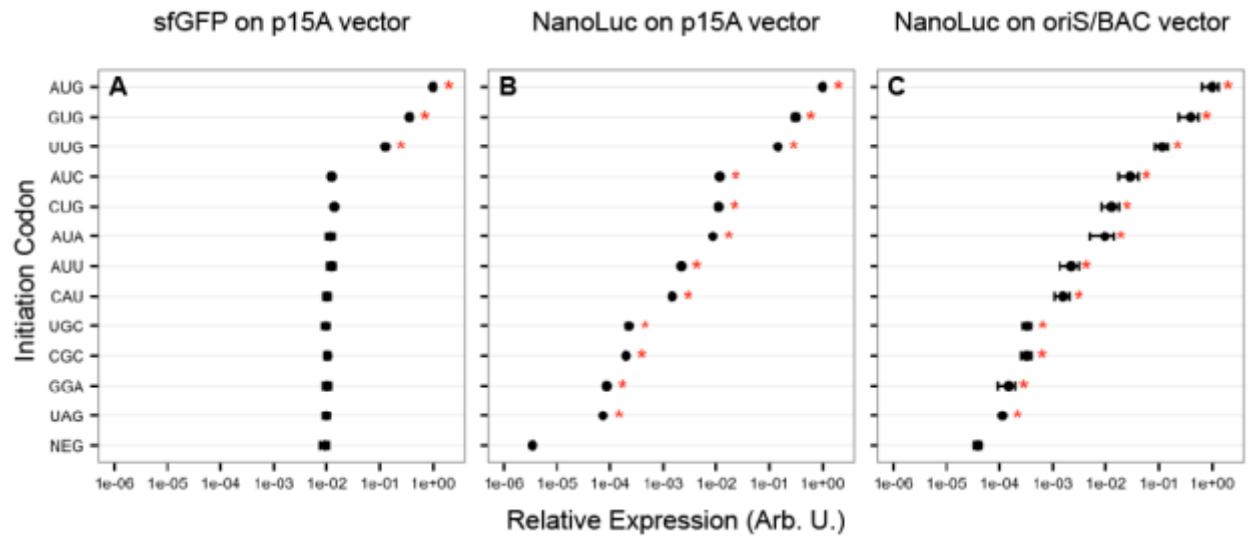 sfGFP on p15A vector NanoLuc on p15A vector NanoLuc on oriS/BAC vector
A B C
Initiation Codon
AUG * * *
GUG * * *
UUG * * *
AUC * *
CUG * *
AUA * *
AUU * *
CAU * *
UGC * *
CGC * *
GGA * *
UAG * *
NEG
1e-06 1e-05 1e-04 1e-03 1e-02 1e-01 1e+00 1e-06 1e-05 1e-04 1e-03 1e-02 1e-01 1e+00 1e-06 1e-05 1e-04 1e-03 1e-02 1e-01 1e+00
Relative Expression (Arb. U.)